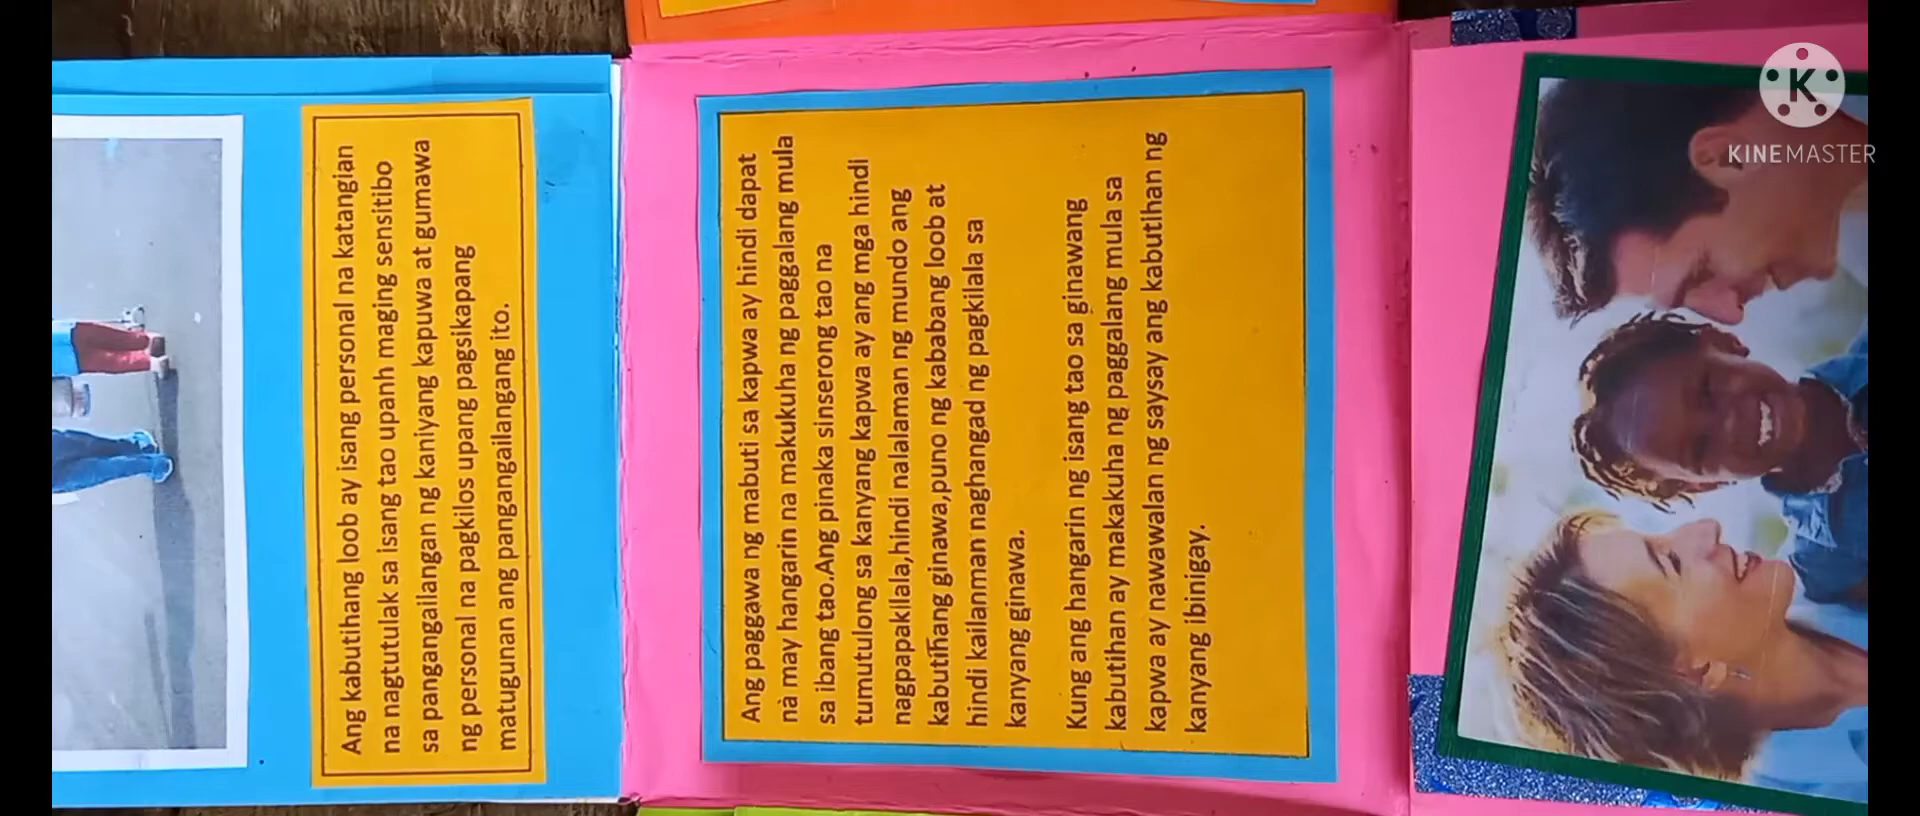 Ang kabutihang loob ay isang personal na katangian
na nagtutulak sa isang tao upanh maging sensitibo
sa pangangailangan ng kaniyang kapuwa at gumawa
ng personal na pagkilos upang pagsikapang
matugunan ang pangangailangang ito.
Ang paggawa ng mabuti sa kapwa ay hindi dapat
na may hangarin na makukuha ng paggalang mula
sa ibang tao.Ang pinaka sinserong tao na
tumutulong sa kanyang kapwa ay ang mga hindi
nagpapakilala,hindi nalalaman ng mundo ang
kabutihang ginawa,puno ng kababang loob at
hindi kailanman naghangad ng pagkilala sa
kanyang ginawa.
Kung ang hangarin ng isang tao sa ginawang
kabutihan ay makakuha ng paggalang mula sa
kapwa ay nawawalan ng saysay ang kabutihan ng
kanyang ibinigay.
K
KINEMASTER